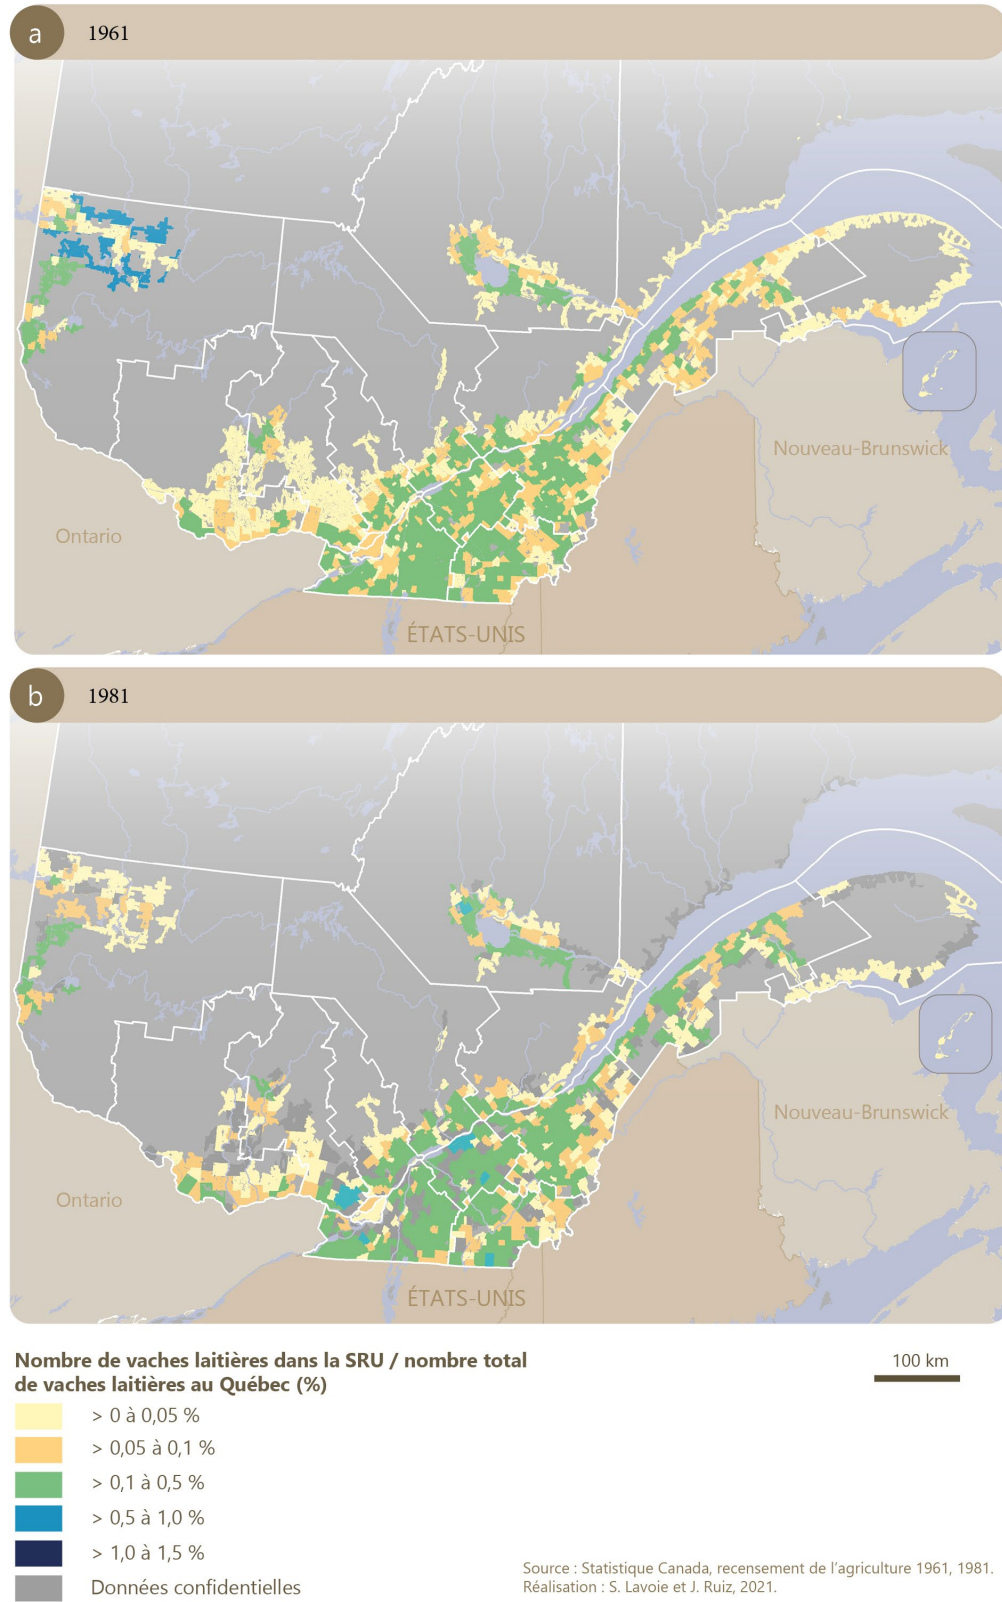 a
1961
Nouveau-Brunswick
Ontario
ÉTATS-UNIS
b
1981
Nouveau-Brunswick
Ontario
ÉTATS-UNIS
Nombre de vaches laitières dans la SRU / nombre total
de vaches laitières au Québec (%)
100 km
> 0 à 0,05 %
> 0,05 à 0,1 %
> 0,1 à 0,5 %
> 0,5 à 1,0 %
> 1,0 à 1,5 %
Données confidentielles
Source : Statistique Canada, recensement de l'agriculture 1961, 1981.
Réalisation : S. Lavoie et J. Ruiz, 2021.